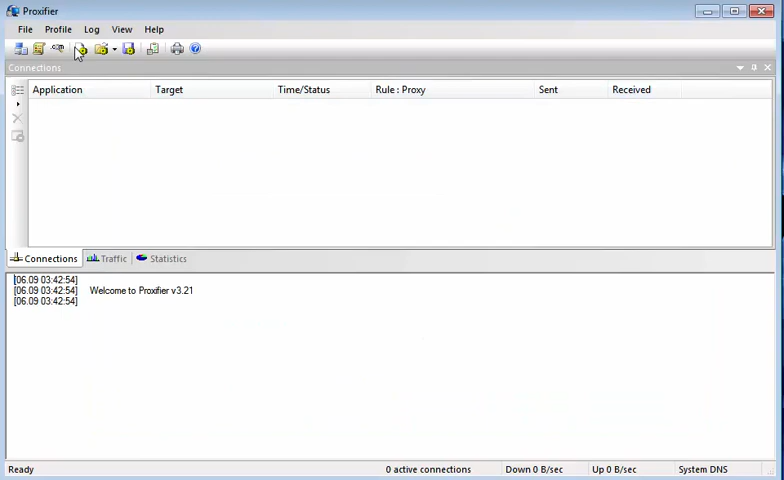 Proxifier
File Profile Log View Help
Connections
Application Target Time/Status Rule : Proxy Sent Received
Connections Traffic Statistics
[06.09 03:42:54]
[06.09 03:42:54] Welcome to Proxifier v3.21
[06.09 03:42:54]
Ready 0 active connections Down 0 B/sec Up 0 B/sec System DNS